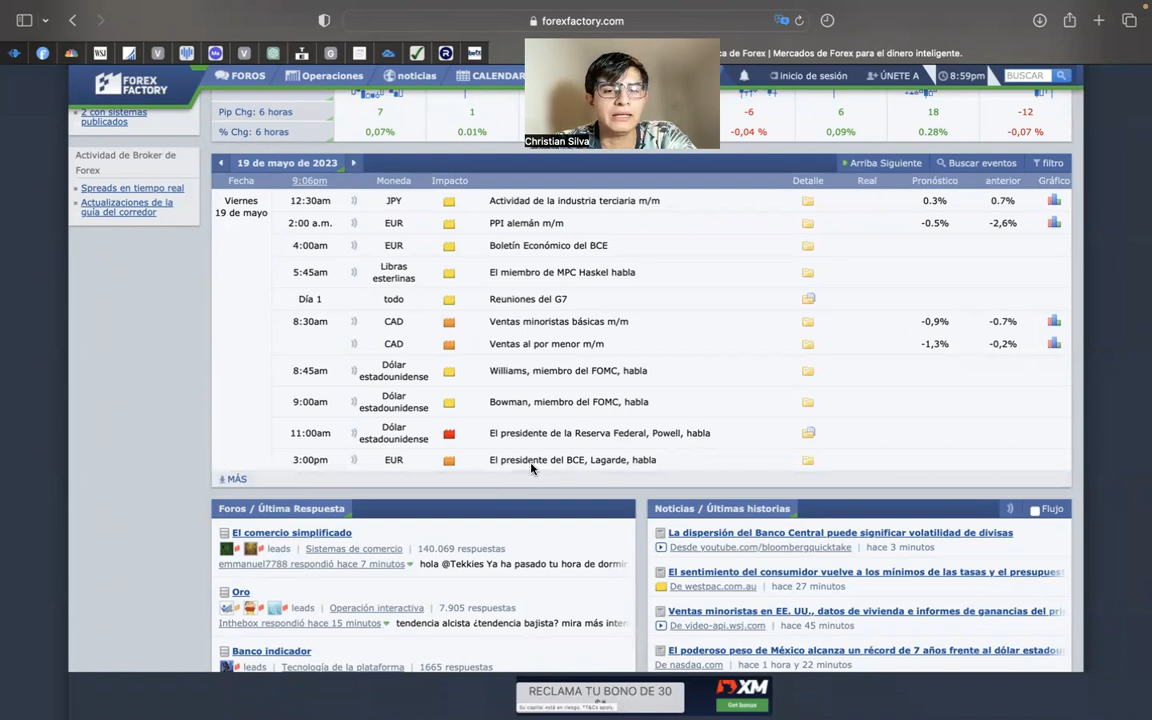 forexfactory.com
WSJ
ca de Forex | Mercados de Forex para el dinero inteligente.
FOREX FACTORY
FOROS
Operaciones
noticias
CALENDAR
inicio de sesión
ÚNETE A
8:59pm
BUSCAR
2 con sistemas
publicados
Pip Chg: 6 horas 7 1 -6 6 18 -12
% Chg: 6 horas 0,07% 0.01% -0,04 % 0,09% 0.28% -0,07 %
Christian Silva
Actividad de Broker de
Forex
Spreads en tiempo real
Actualizaciones de la
guía del corredor
19 de mayo de 2023
Arriba Siguiente
Buscar eventos
filtro
Fecha 9:06pm Moneda Impacto Detalle Real Pronóstico anterior Gráfico
Viernes
19 de mayo
12:30am JPY Actividad de la industria terciaria m/m 0.3% 0.7%
2:00 a.m. EUR PPI alemán m/m -0.5% -2,6%
4:00am EUR Boletín Económico del BCE
5:45am Libras esterlinas El miembro de MPC Haskel habla
Día 1 todo Reuniones del G7
8:30am CAD Ventas minoristas básicas m/m -0,9% -0.7%
CAD Ventas al por menor m/m -1,3% -0,2%
8:45am Dólar estadounidense Williams, miembro del FOMC, habla
9:00am Dólar estadounidense Bowman, miembro del FOMC, habla
11:00am Dólar estadounidense El presidente de la Reserva Federal, Powell, habla
3:00pm EUR El presidente del BCE, Lagarde, habla
MÁS
Foros / Última Respuesta
El comercio simplificado
leads | Sistemas de comercio | 140.069 respuestas
emmanuel7788 respondió hace 7 minutos hola @Tekkies Ya ha pasado tu hora de dormir
Oro
leads | Operación interactiva | 7.905 respuestas
Inthebox respondió hace 15 minutos tendencia alcista ¿tendencia bajista? mira más inten
Banco indicador
leads | Tecnología de la plataforma | 1665 respuestas
Noticias / Últimas historias
Flujo
La dispersión del Banco Central puede significar volatilidad de divisas
Desde youtube.com/bloombergquicktake | hace 3 minutos
El sentimiento del consumidor vuelve a los mínimos de las tasas y el presupues
De westpac.com.au | hace 27 minutos
Ventas minoristas en EE. UU., datos de vivienda e informes de ganancias del pri
De video-api.wsj.com | hace 45 minutos
El poderoso peso de México alcanza un récord de 7 años frente al dólar estadou
De nasdaq.com | hace 1 hora y 22 minutos
RECLAMA TU BONO DE 30
Su capital está en riesgo. *T&Cs apply.
XM
Get bonus